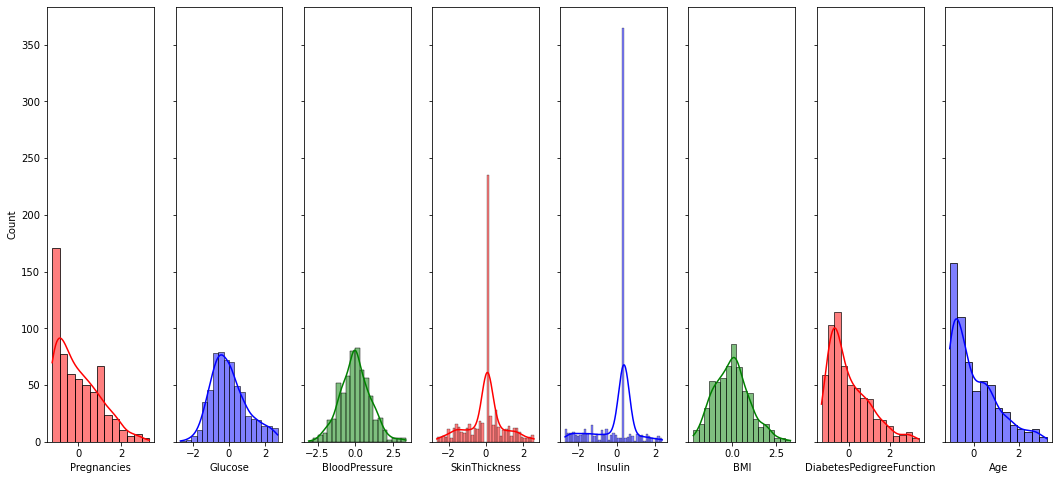 Count
350
300
250
200
150
100
50
0
0 2
Pregnancies
−2 0 2
Glucose
−2.5 0.0 2.5
BloodPressure
−2 0 2
SkinThickness
−2 0 2
Insulin
0.0 2.5
BMI
0 2
DiabetesPedigreeFunction
0 2
Age